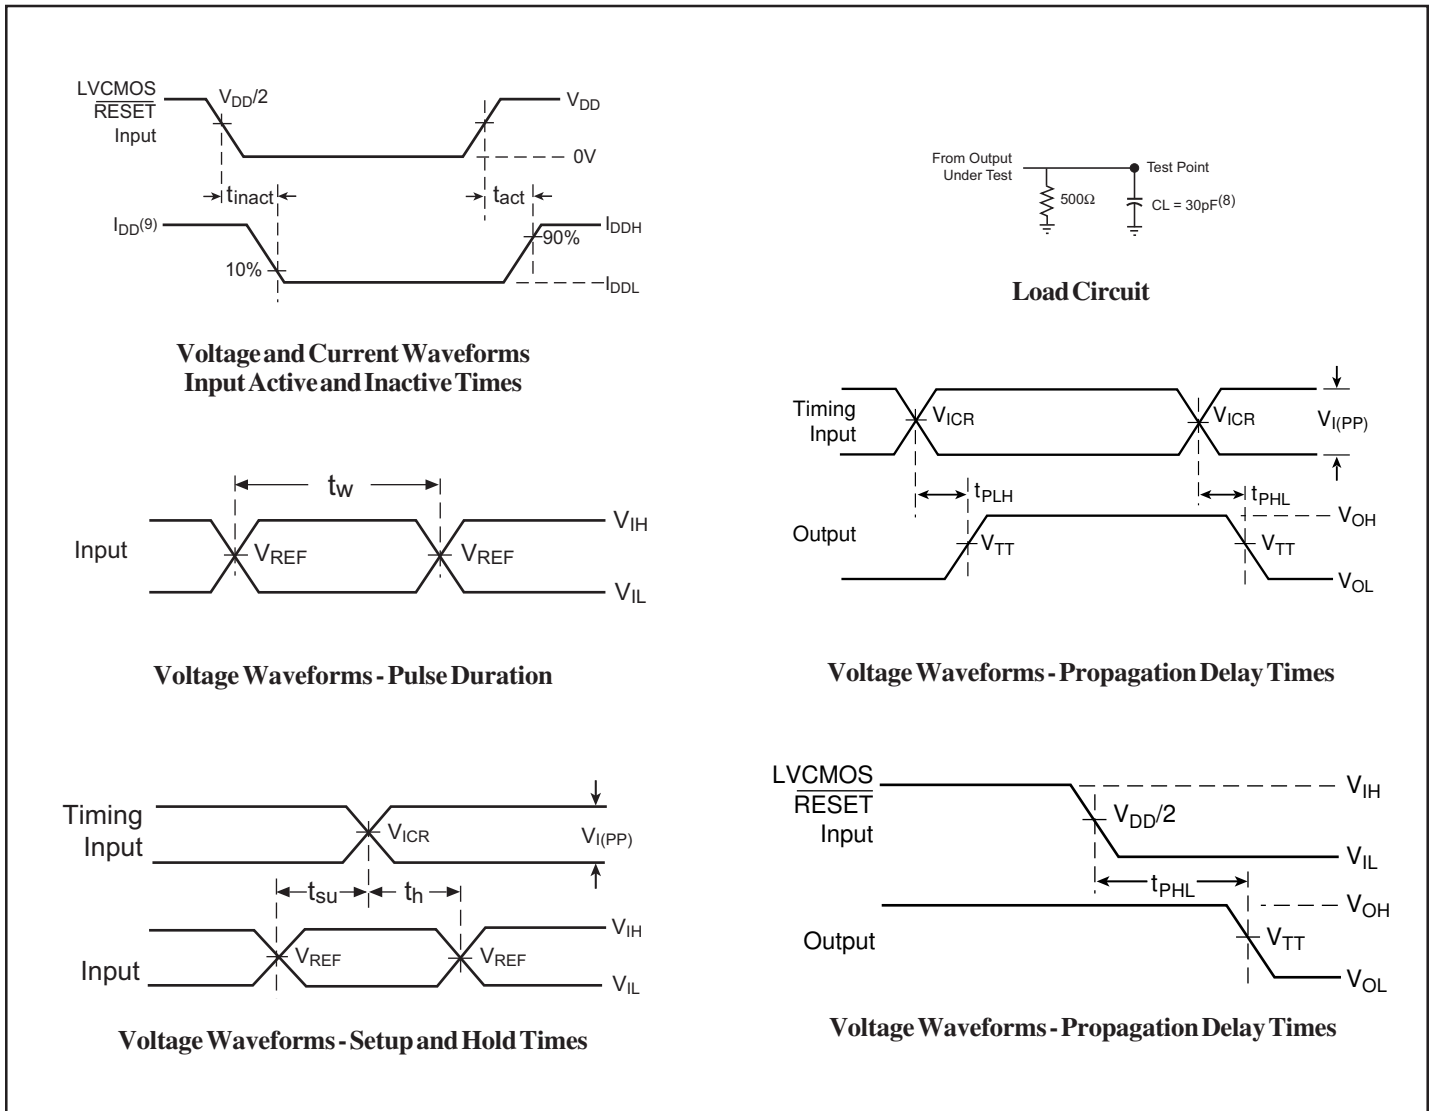 LVCMOS
RESET
Input
VDD/2
VDD
0V
tinact
tact
IDD(9)
IDDH
90%
10%
IDDL
Voltage and Current Waveforms
Input Active and Inactive Times
From Output
Under Test
Test Point
500Ω
CL = 30pF(8)
Load Circuit
tw
Input
VREF
VREF
VIH
VIL
Voltage Waveforms - Pulse Duration
Timing
Input
VICR
VICR
VI(PP)
tPLH
tPHL
Output
VTT
VTT
VOH
VOL
Voltage Waveforms - Propagation Delay Times
Timing
Input
VICR
VI(PP)
tsu
th
Input
VREF
VREF
VIH
VIL
Voltage Waveforms - Setup and Hold Times
LVCMOS
RESET
Input
VIH
VDD/2
VIL
tPHL
Output
VOH
VTT
VOL
Voltage Waveforms - Propagation Delay Times